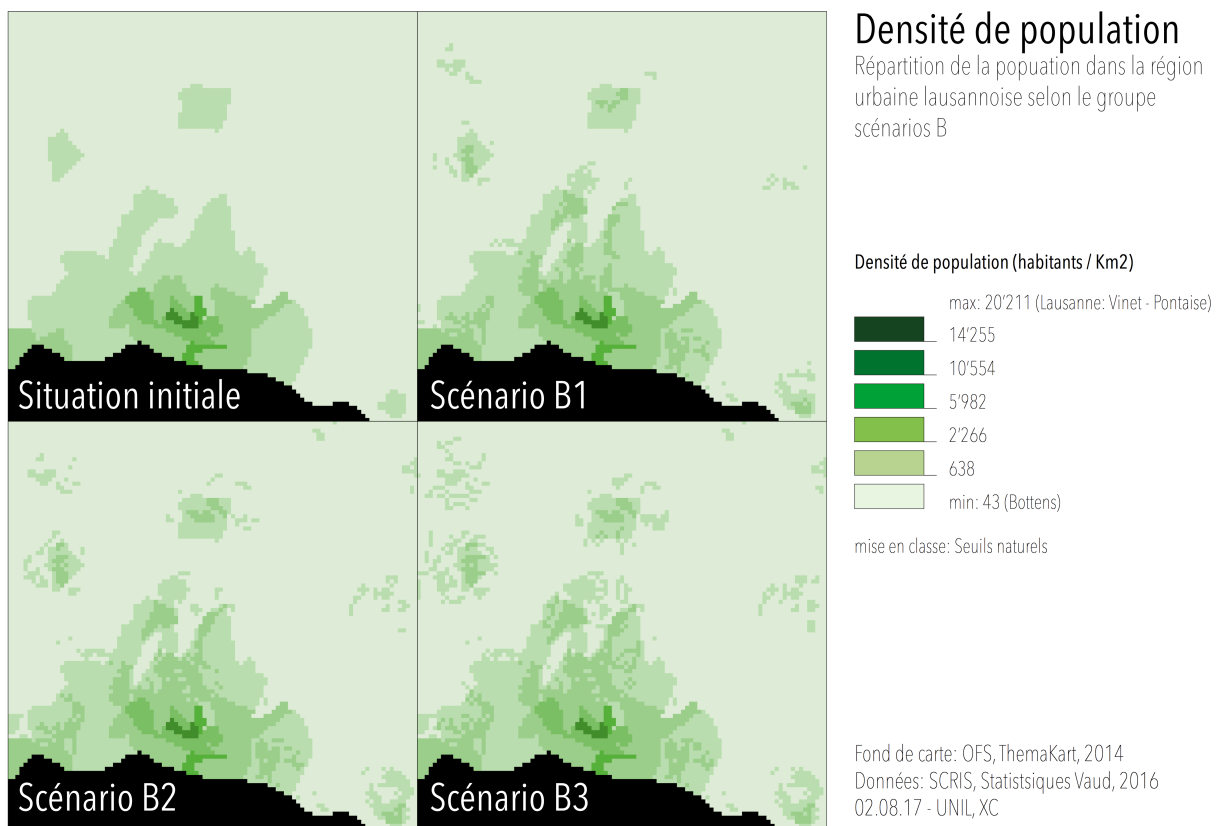 Densité de population
Répartition de la popuation dans la région
urbaine lausannoise selon le groupe
scénarios B
Densité de population (habitants / Km2)
max: 20'211 (Lausanne: Vinet - Pontaise)
14'255
10'554
5'982
2'266
638
min: 43 (Bottens)
mise en classe: Seuils naturels
Situation initiale
Scénario B1
Scénario B2
Scénario B3
Fond de carte: OFS, ThemaKart, 2014
Données: SCRIS, Statistsiques Vaud, 2016
02.08.17 - UNIL, XC